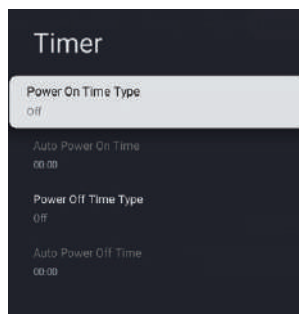 Timer
Power On Time Type
Off
Auto Power On Time
00:00
Power Off Time Type
Off
Auto Power Off Time
00:00